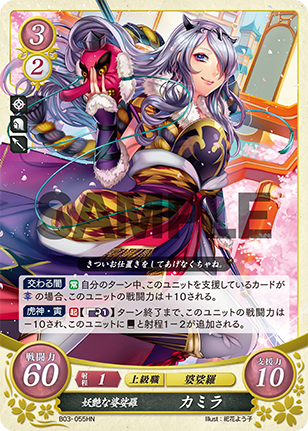 3
2
SAMPLE
きついお仕置きをしてあげなくちゃね。
交わる闇 常 自分のターン中、このユニットを支援しているカードが
の場合、このユニットの戦闘力は+10される。
虎神・寅 起 [ 1] ターン終了まで、このユニットの戦闘力は
-10され、このユニットに と射程1-2が追加される。
戦闘力 60
射程 1 上級職 婆娑羅
支援力 10
妖艶な婆娑羅 カミラ
B03-055HN Illust:祀花よう子